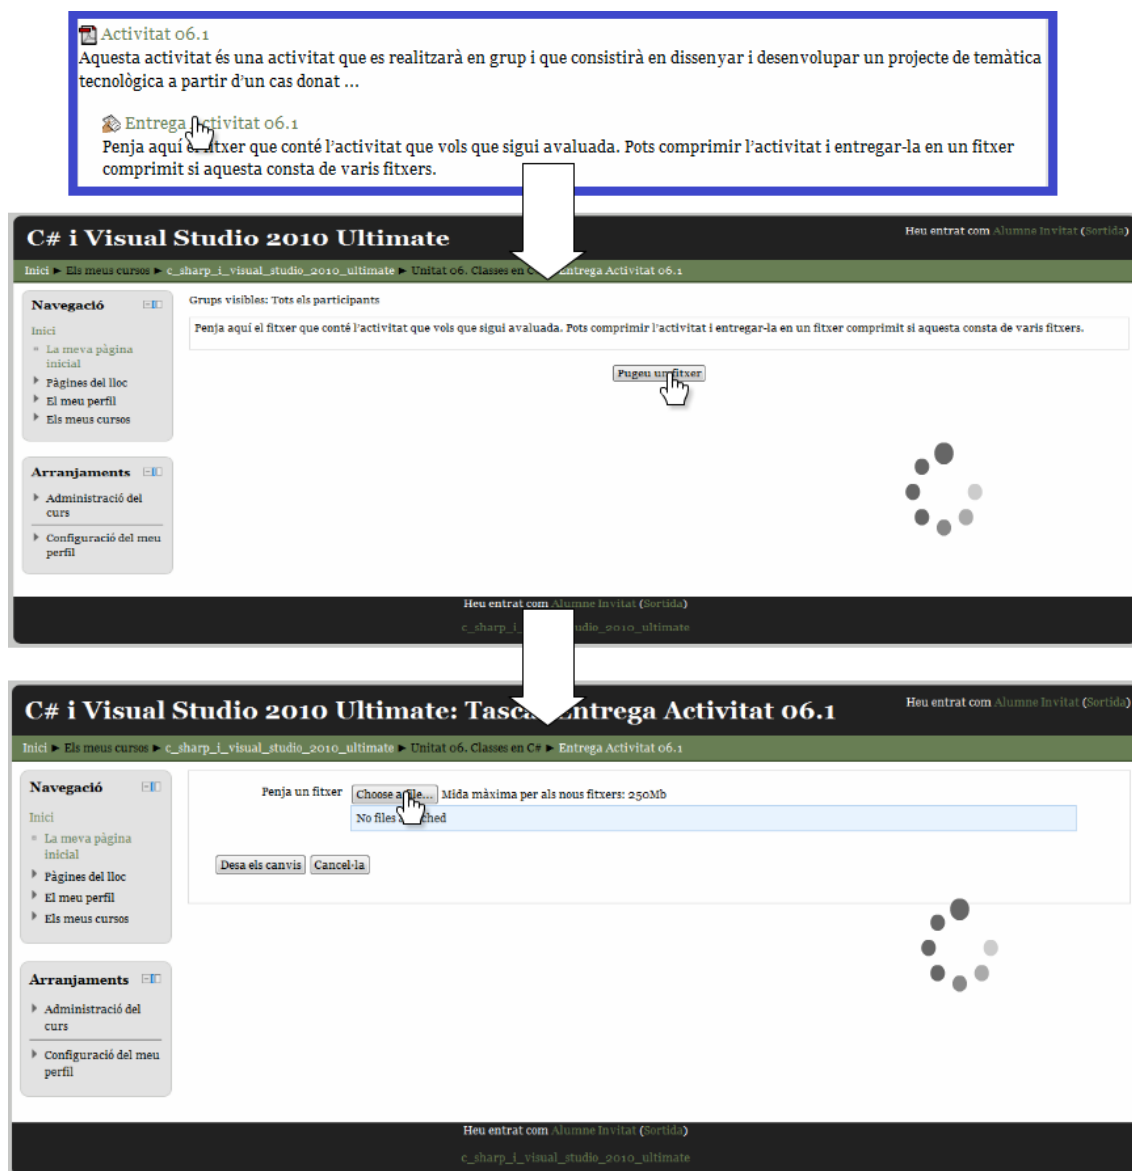 Activitat 06.1
Aquesta activitat és una activitat que es realitzarà en grup i que consistirà en dissenyar i desenvolupar un projecte de temàtica
tecnològica a partir d'un cas donat ...
Entrega Activitat 06.1
Penja aquí el fitxer que conté l'activitat que vols que sigui avaluada. Pots comprimir l'activitat i entregar-la en un fitxer
comprimit si aquesta consta de varis fitxers.
C# i Visual Studio 2010 Ultimate
Heu entrat com Alumne Invitat (Sortida)
Inici ► Els meus cursos ► c_sharp_i_visual_studio_2010_ultimate ► Unitat 06. Classes en C# Entrega Activitat 06.1
Navegació
Inici
La meva pàgina
inicial
Pàgines del lloc
El meu perfil
Els meus cursos
Grups visibles: Tots els participants
Penja aquí el fitxer que conté l'activitat que vols que sigui avaluada. Pots comprimir l'activitat i entregar-la en un fitxer comprimit si aquesta consta de varis fitxers.
Pugeu un fitxer
Arranjaments
Administració del
curs
Configuració del meu
perfil
Heu entrat com Alumne Invitat (Sortida)
c_sharp_i_ udio_2010_ultimate
C# i Visual Studio 2010 Ultimate: Tasca Entrega Activitat 06.1
Heu entrat com Alumne Invitat (Sortida)
Inici ► Els meus cursos ► c_sharp_i_visual_studio_2010_ultimate ► Unitat 06. Classes en C# ► Entrega Activitat 06.1
Navegació
Inici
La meva pàgina
inicial
Pàgines del lloc
El meu perfil
Els meus cursos
Penja un fitxer Choose a file... Mida màxima per als nous fitxers: 250Mb
No files attached
Desa els canvis Cancel·la
Arranjaments
Administració del
curs
Configuració del meu
perfil
Heu entrat com Alumne Invitat (Sortida)
c_sharp_i_visual_studio_2010_ultimate